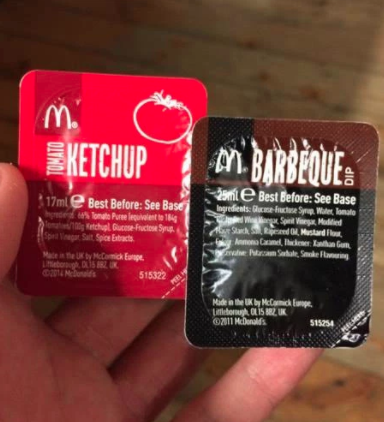 M
TOMATO KETCHUP
17ml e Best Before: See Base
Ingredients: 66% Tomato Puree (equivalent to 184g
Tomatoes/100g Ketchup), Glucose-Fructose Syrup,
Spirit Vinegar, Salt, Spice Extracts.
Made in the UK by McCormick Europe,
Littleborough, OL15 8BZ, UK.
©2014 McDonald's. 515322
M
BARBEQUE DIP
25ml e Best Before: See Base
Ingredients: Glucose-Fructose Syrup, Water, Tomato
Vinegar, Spirit Vinegar, Modified
Starch, Salt, Rapeseed Oil, Mustard Flour,
Ammonia Caramel, Thickener: Xanthan Gum,
Potassium Sorbate, Smoke Flavouring.
Made in the UK by McCormick Europe,
Littleborough, OL15 8BZ, UK.
©2011 McDonald's. 515254